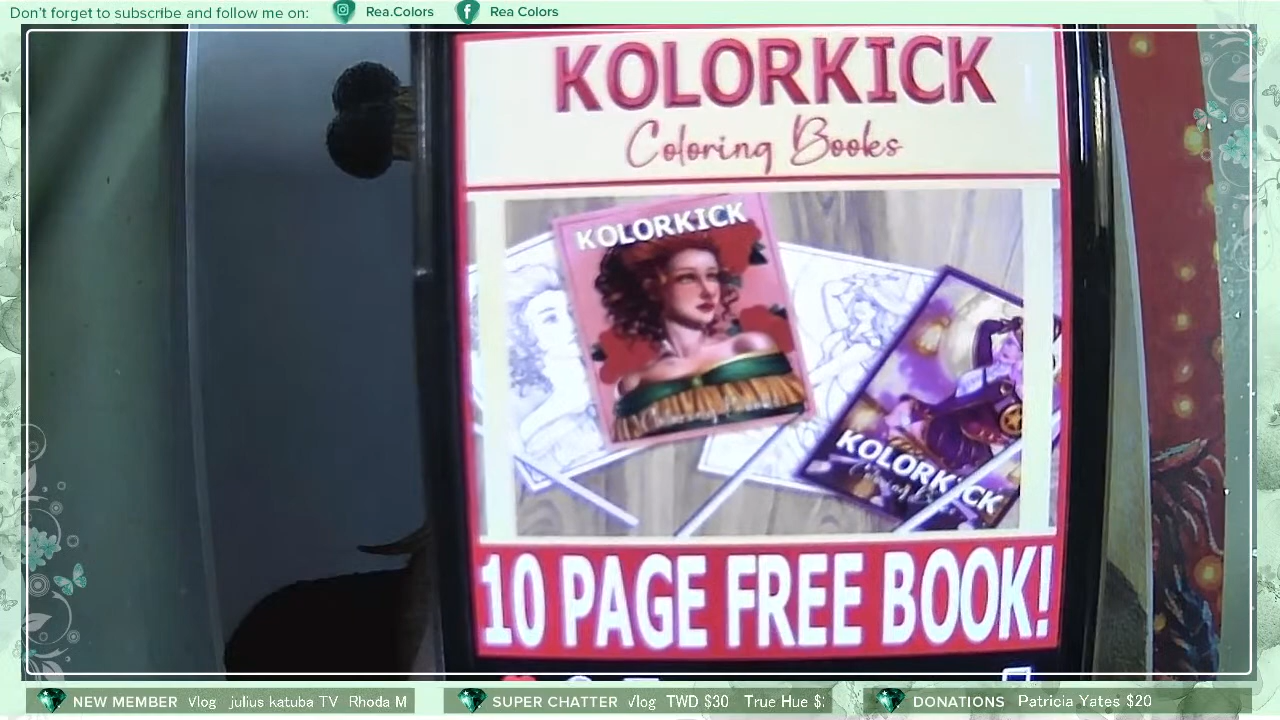 Don't forget to subscribe and follow me on: Rea.Colors Rea Colors
KOLORKICK
Coloring Books
KOLORKICK
KOLORKICK
10 PAGE FREE BOOK!
NEW MEMBER Vlog julius katuba TV Rhoda M
SUPER CHATTER Vlog TWD $30 True Hue $
DONATIONS Patricia Yates $20